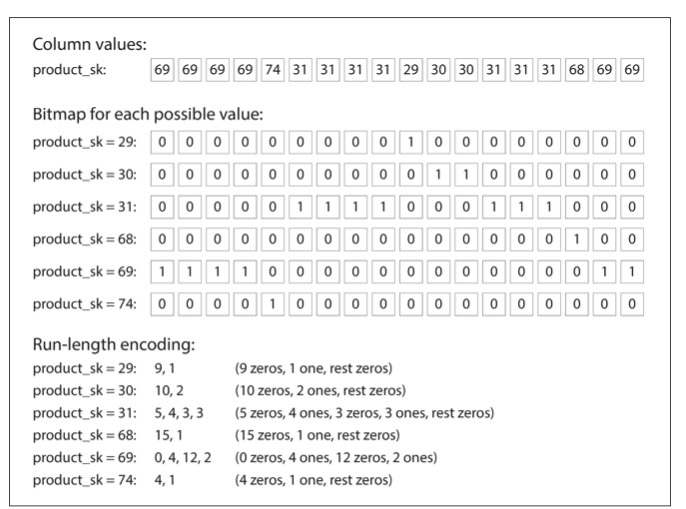 Column values:
product_sk: 69 69 69 69 74 31 31 31 31 29 30 30 31 31 31 68 69 69
Bitmap for each possible value:
product_sk = 29: 0 0 0 0 0 0 0 0 0 1 0 0 0 0 0 0 0 0
product_sk = 30: 0 0 0 0 0 0 0 0 0 0 1 1 0 0 0 0 0 0
product_sk = 31: 0 0 0 0 0 1 1 1 1 0 0 0 1 1 1 0 0 0
product_sk = 68: 0 0 0 0 0 0 0 0 0 0 0 0 0 0 0 1 0 0
product_sk = 69: 1 1 1 1 0 0 0 0 0 0 0 0 0 0 0 0 1 1
product_sk = 74: 0 0 0 0 1 0 0 0 0 0 0 0 0 0 0 0 0 0
Run-length encoding:
product_sk = 29: 9, 1 (9 zeros, 1 one, rest zeros)
product_sk = 30: 10, 2 (10 zeros, 2 ones, rest zeros)
product_sk = 31: 5, 4, 3, 3 (5 zeros, 4 ones, 3 zeros, 3 ones, rest zeros)
product_sk = 68: 15, 1 (15 zeros, 1 one, rest zeros)
product_sk = 69: 0, 4, 12, 2 (0 zeros, 4 ones, 12 zeros, 2 ones)
product_sk = 74: 4, 1 (4 zeros, 1 one, rest zeros)